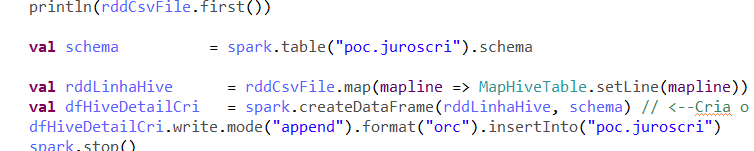 println(rddCsvFile.first())
val schema = spark.table("poc.juroscri").schema
val rddLinhaHive = rddCsvFile.map(mapline => MapHiveTable.setLine(mapline))
val dfHiveDetailCri = spark.createDataFrame(rddLinhaHive, schema) // <--Cria o
dfHiveDetailCri.write.mode("append").format("orc").insertInto("poc.juroscri")
spark.stop()